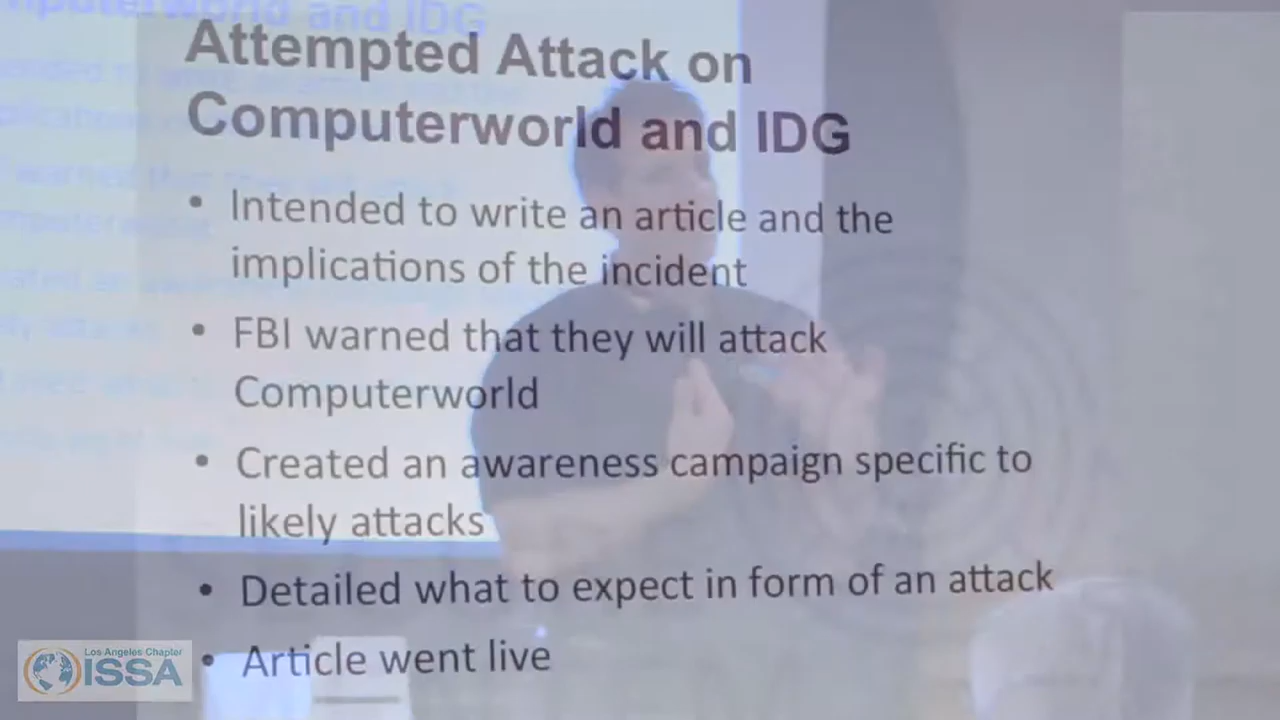 Attempted Attack on
Computerworld and IDG
• Intended to write an article and the
implications of the incident
• FBI warned that they will attack
Computerworld
• Created an awareness campaign specific to
likely attacks
• Detailed what to expect in form of an attack
• Article went live
Los Angeles Chapter
ISSA